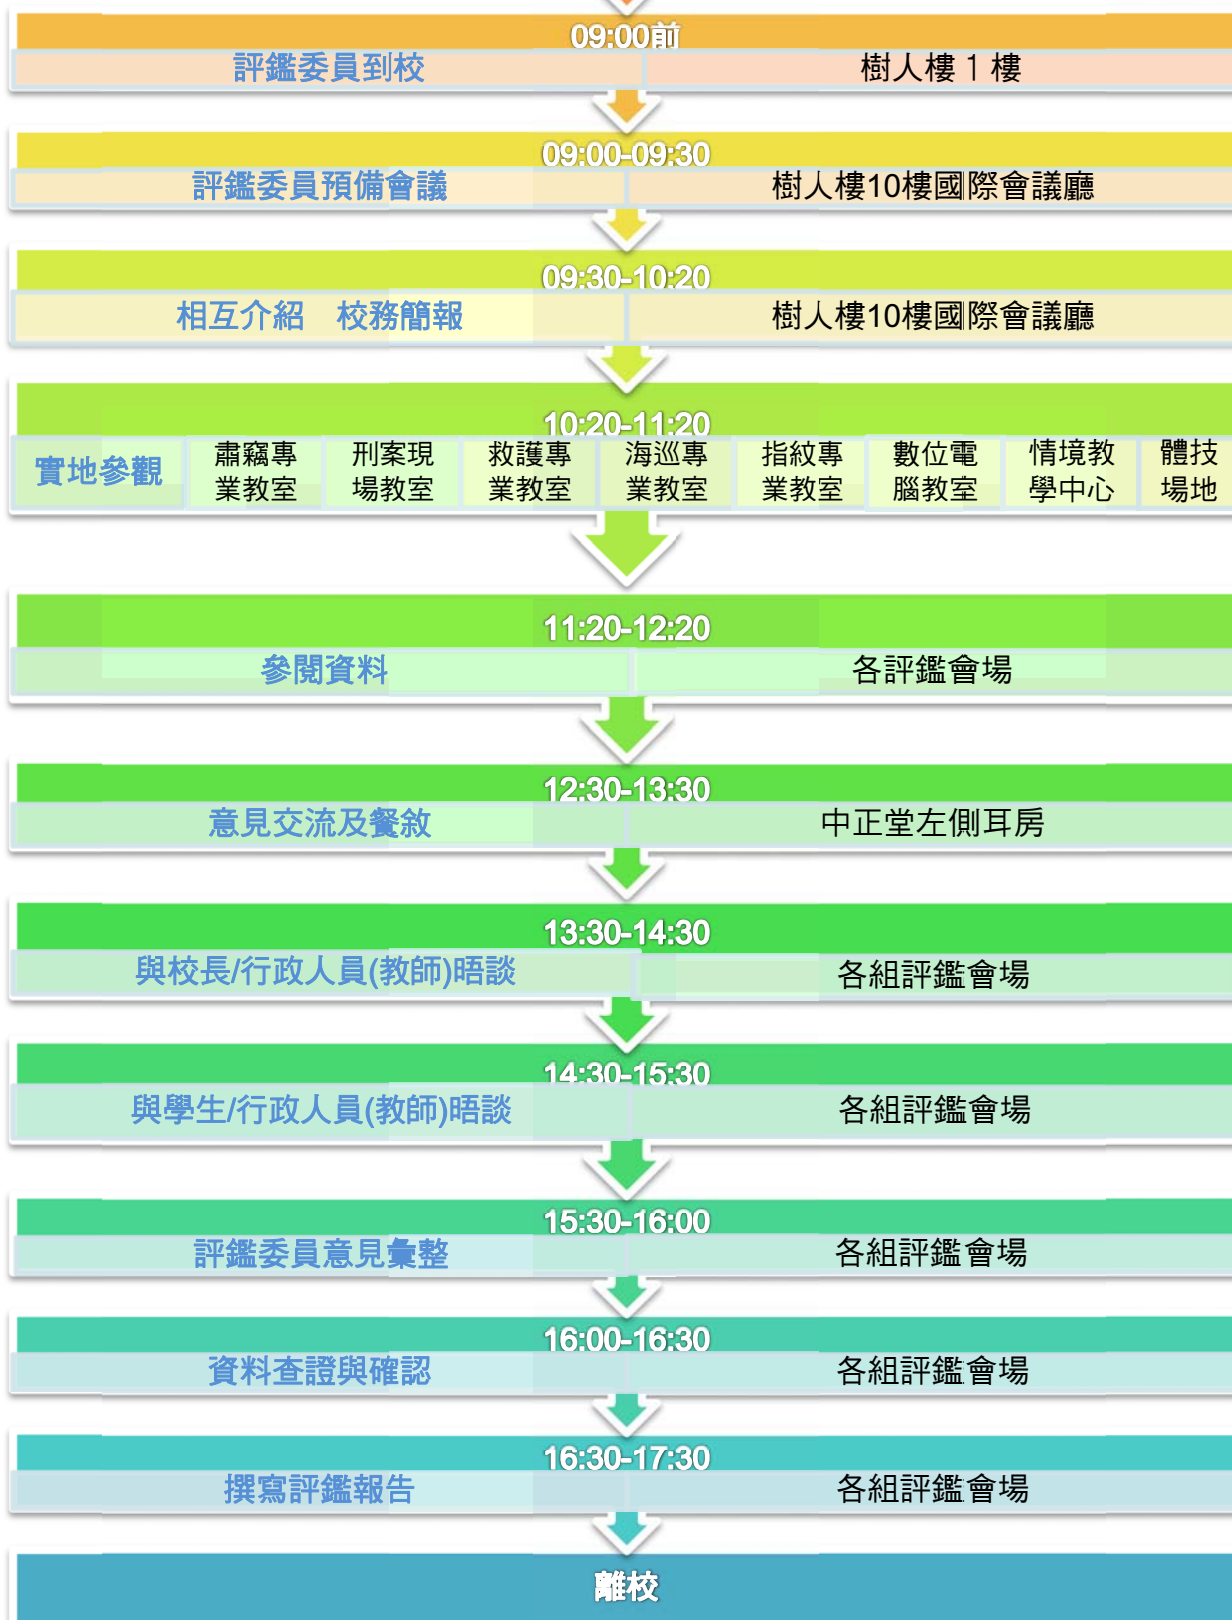 09:00前
評鑑委員到校 樹人樓 1 樓
09:00-09:30
評鑑委員預備會議 樹人樓10樓國際會議廳
09:30-10:20
相互介紹　校務簡報 樹人樓10樓國際會議廳
10:20-11:20
實地參觀
肅竊專
業教室
刑案現
場教室
救護專
業教室
海巡專
業教室
指紋專
業教室
數位電
腦教室
情境教
學中心
體技
場地
11:20-12:20
參閱資料 各評鑑會場
12:30-13:30
意見交流及餐敘 中正堂左側耳房
13:30-14:30
與校長/行政人員(教師)晤談 各組評鑑會場
14:30-15:30
與學生/行政人員(教師)晤談 各組評鑑會場
15:30-16:00
評鑑委員意見彙整 各組評鑑會場
16:00-16:30
資料查證與確認 各組評鑑會場
16:30-17:30
撰寫評鑑報告 各組評鑑會場
離校